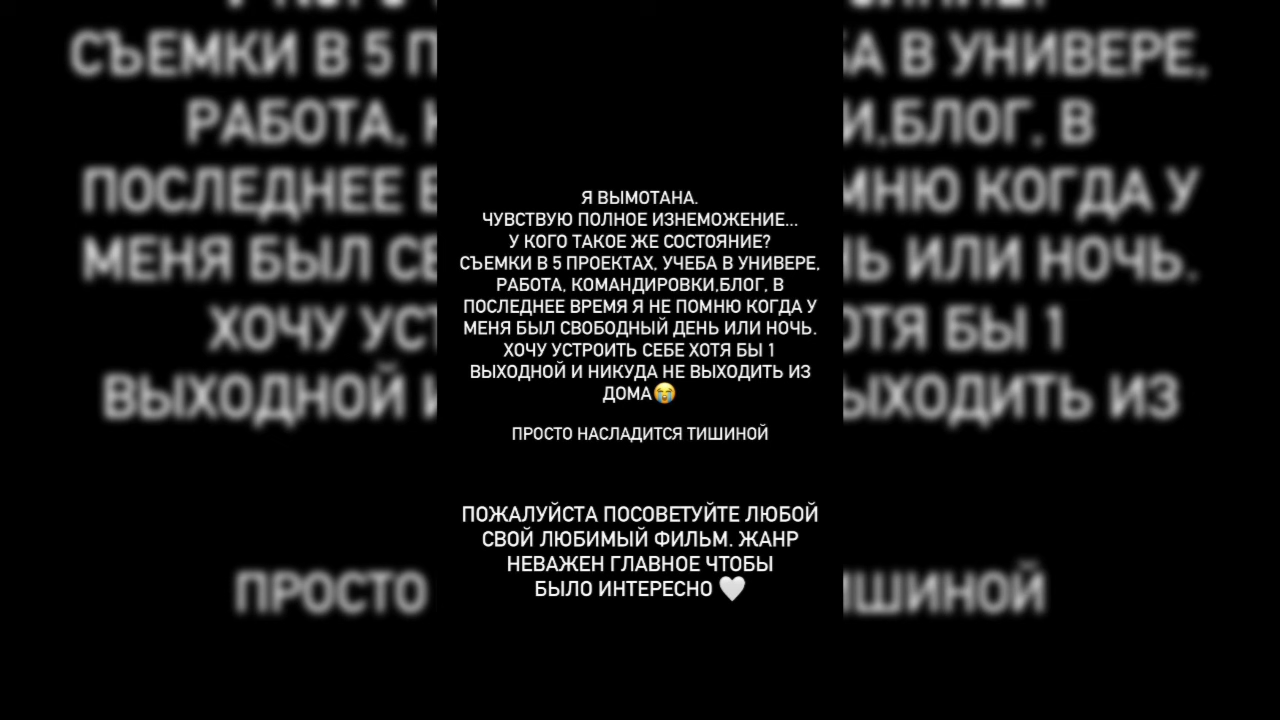 Я ВЫМОТАНА.
ЧУВСТВУЮ ПОЛНОЕ ИЗНЕМОЖЕНИЕ...
У КОГО ТАКОЕ ЖЕ СОСТОЯНИЕ?
СЪЕМКИ В 5 ПРОЕКТАХ, УЧЕБА В УНИВЕРЕ,
РАБОТА, КОМАНДИРОВКИ,БЛОГ, В
ПОСЛЕДНЕЕ ВРЕМЯ Я НЕ ПОМНЮ КОГДА У
МЕНЯ БЫЛ СВОБОДНЫЙ ДЕНЬ ИЛИ НОЧЬ.
ХОЧУ УСТРОИТЬ СЕБЕ ХОТЯ БЫ 1
ВЫХОДНОЙ И НИКУДА НЕ ВЫХОДИТЬ ИЗ
ДОМА😭
ПРОСТО НАСЛАДИТСЯ ТИШИНОЙ
ПОЖАЛУЙСТА ПОСОВЕТУЙТЕ ЛЮБОЙ
СВОЙ ЛЮБИМЫЙ ФИЛЬМ. ЖАНР
НЕВАЖЕН ГЛАВНОЕ ЧТОБЫ
БЫЛО ИНТЕРЕСНО 🤍